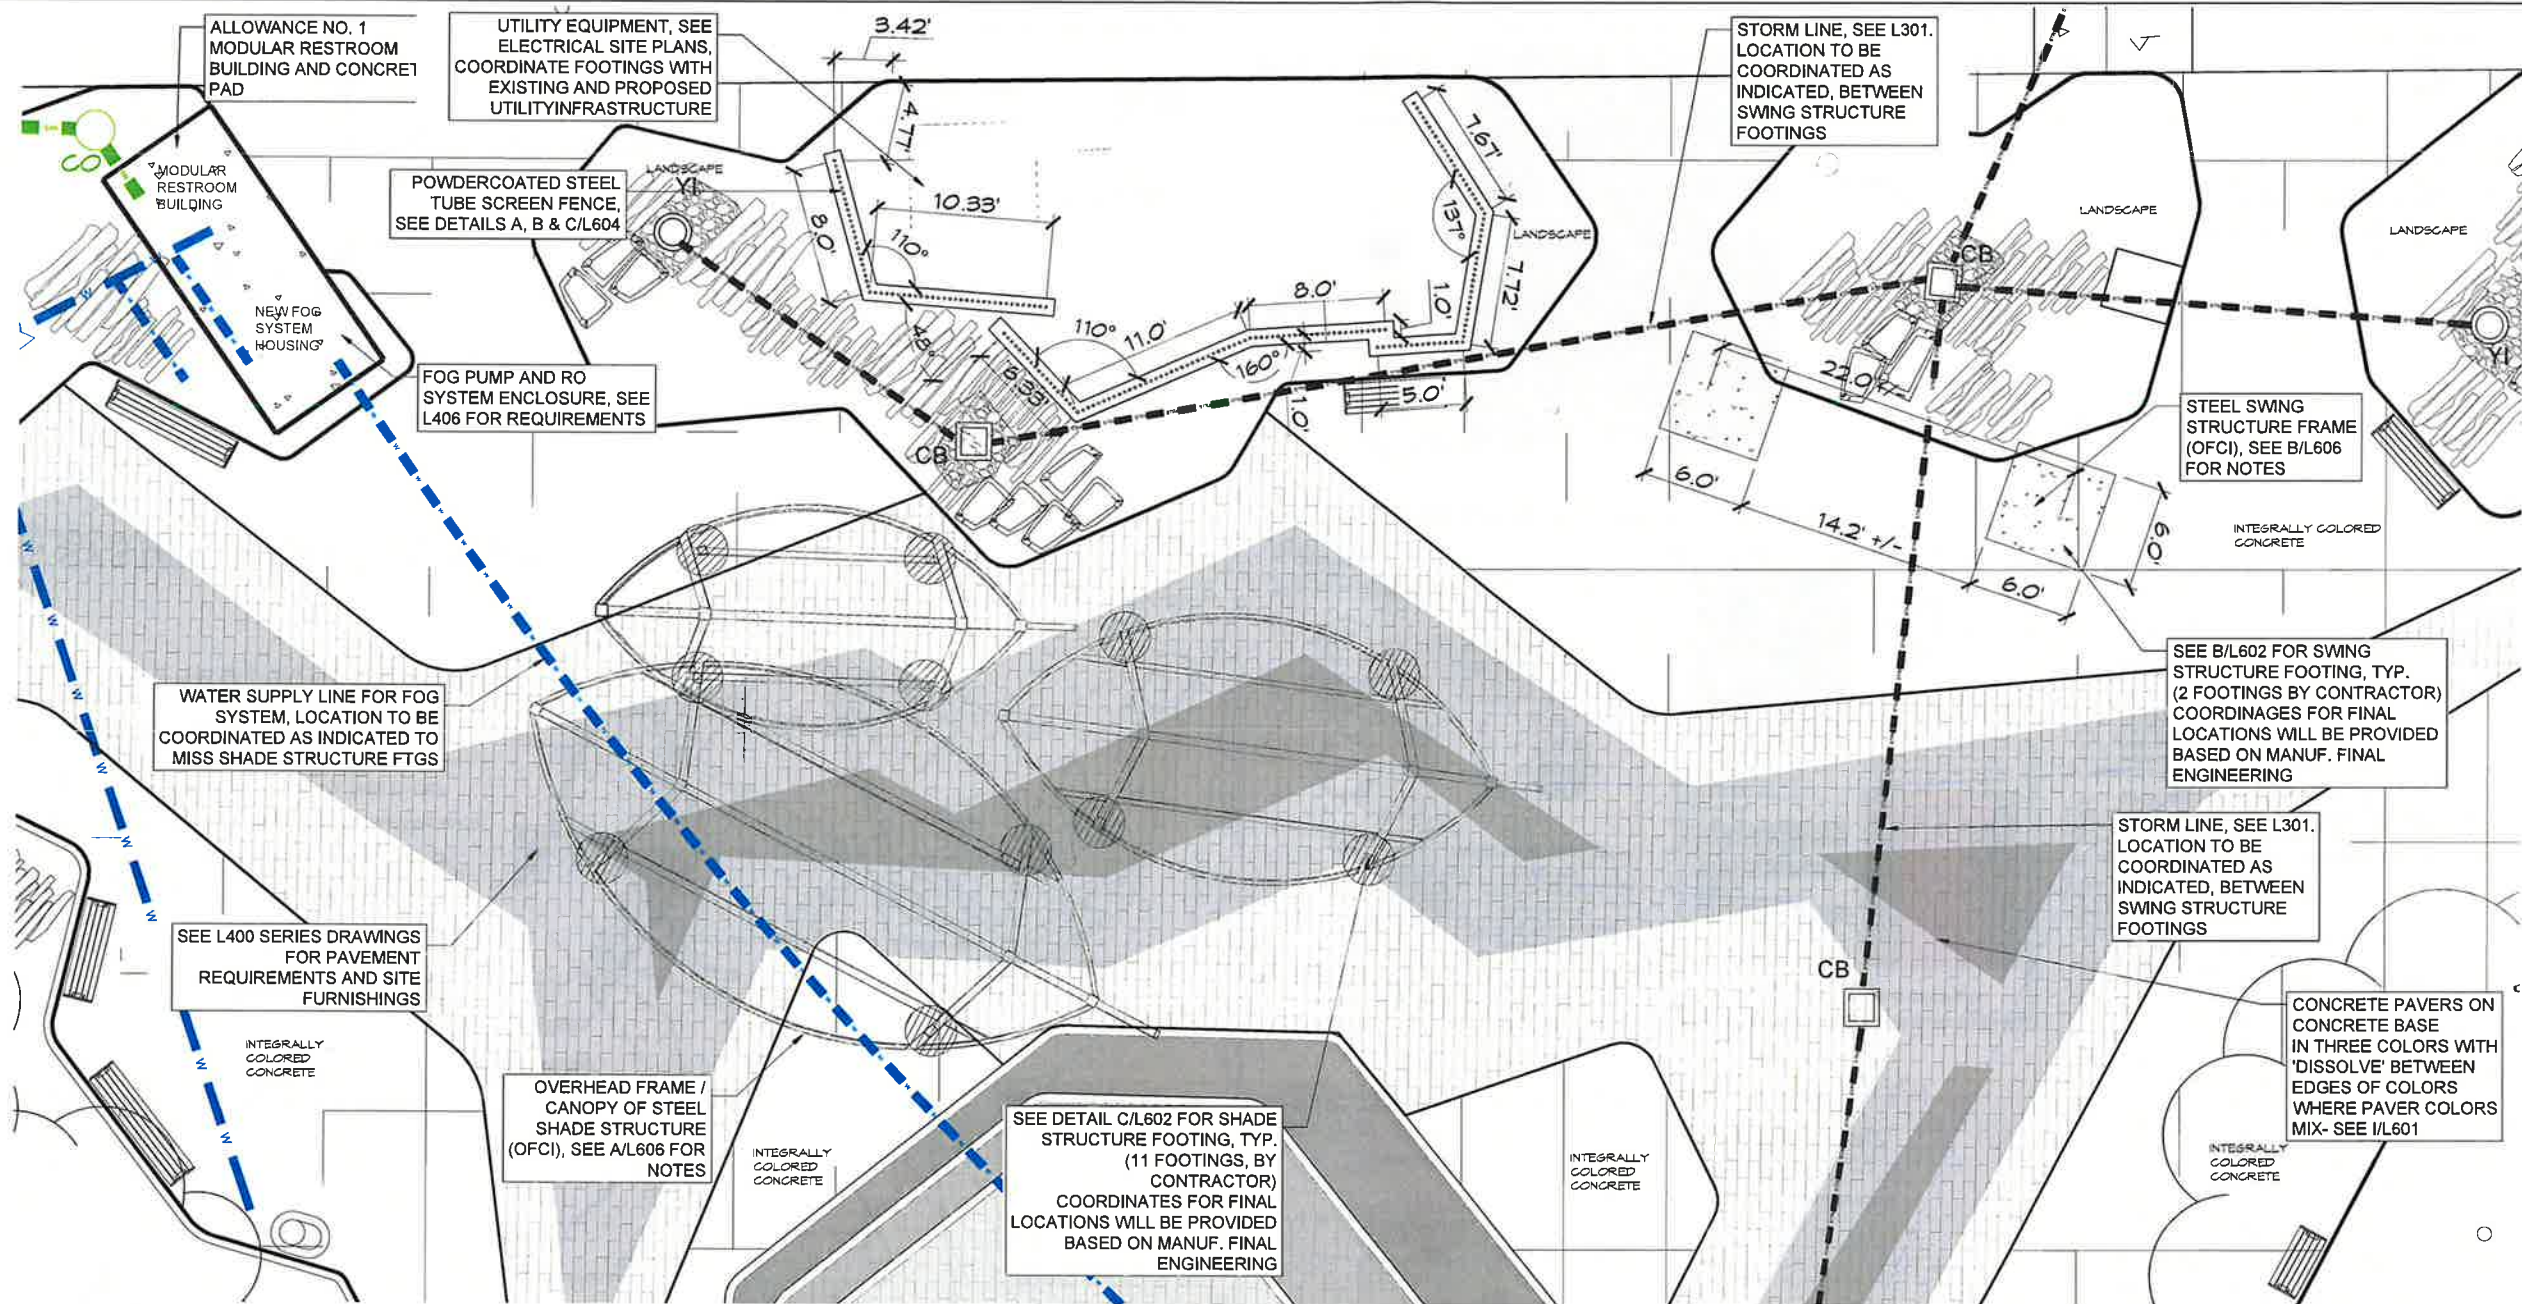 ALLOWANCE NO. 1
MODULAR RESTROOM
BUILDING AND CONCRET
PAD
UTILITY EQUIPMENT, SEE
ELECTRICAL SITE PLANS,
COORDINATE FOOTINGS WITH
EXISTING AND PROPOSED
UTILITYINFRASTRUCTURE
3.42'
4.77'
STORM LINE, SEE L301.
LOCATION TO BE
COORDINATED AS
INDICATED, BETWEEN
SWING STRUCTURE
FOOTINGS
S
MODULAR
RESTROOM
BUILDING
LANDSCAPE
YI
POWDERCOATED STEEL
TUBE SCREEN FENCE,
SEE DETAILS A, B & C/L604
8.0'
110°
10.33'
7.67'
137°
7.72'
LANDSCAPE
LANDSCAPE
LANDSCAPE
CB
YI
NEW FOG
SYSTEM
HOUSING
W
48°
110°
11.0'
8.0'
1.0'
160°
5.0'
1.0'
CB
22.0' +/-
FOG PUMP AND RO
SYSTEM ENCLOSURE, SEE
L406 FOR REQUIREMENTS
STEEL SWING
STRUCTURE FRAME
(OFCI), SEE B/L606
FOR NOTES
6.0'
14.2' +/-
6.0'
6.0'
INTEGRALLY COLORED
CONCRETE
SEE B/L602 FOR SWING
STRUCTURE FOOTING, TYP.
(2 FOOTINGS BY CONTRACTOR)
COORDINAGES FOR FINAL
LOCATIONS WILL BE PROVIDED
BASED ON MANUF. FINAL
ENGINEERING
WATER SUPPLY LINE FOR FOG
SYSTEM, LOCATION TO BE
COORDINATED AS INDICATED TO
MISS SHADE STRUCTURE FTGS
W
W
W
W
W
W
W
STORM LINE, SEE L301.
LOCATION TO BE
COORDINATED AS
INDICATED, BETWEEN
SWING STRUCTURE
FOOTINGS
SEE L400 SERIES DRAWINGS
FOR PAVEMENT
REQUIREMENTS AND SITE
FURNISHINGS
CB
CONCRETE PAVERS ON
CONCRETE BASE
IN THREE COLORS WITH
'DISSOLVE' BETWEEN
EDGES OF COLORS
WHERE PAVER COLORS
MIX- SEE I/L601
INTEGRALLY
COLORED
CONCRETE
OVERHEAD FRAME /
CANOPY OF STEEL
SHADE STRUCTURE
(OFCI), SEE A/L606 FOR
NOTES
INTEGRALLY
COLORED
CONCRETE
SEE DETAIL C/L602 FOR SHADE
STRUCTURE FOOTING, TYP.
(11 FOOTINGS, BY
CONTRACTOR)
COORDINATES FOR FINAL
LOCATIONS WILL BE PROVIDED
BASED ON MANUF. FINAL
ENGINEERING
INTEGRALLY
COLORED
CONCRETE
INTEGRALLY
COLORED
CONCRETE